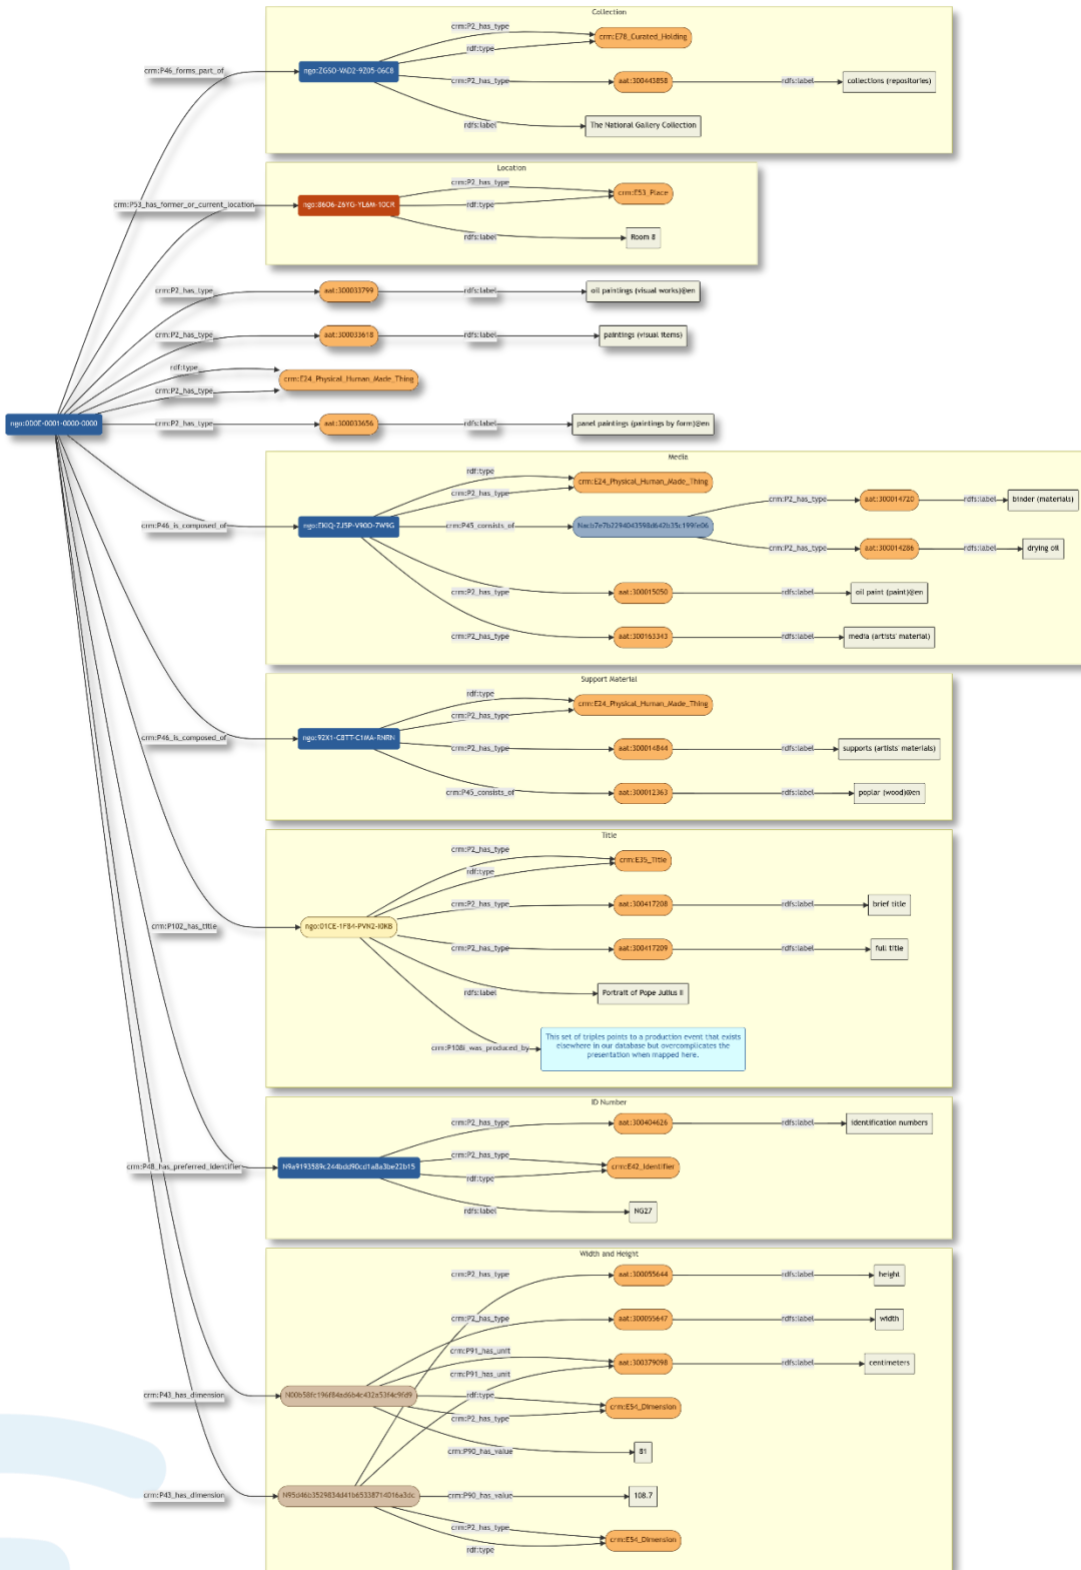 Collection
crm:P2_has_type
crm:E78_Curated_Holding
rdf:type
crm:P46_forms_part_of
crm:P2_has_type
aat:300443858
rdfs:label
collections (repositories)
rdfs:label
The National Gallery Collection
Location
crm:P2_has_type
crm:E53_Place
crm:P53_has_former_or_current_location
rdf:type
rdfs:label
Room 8
crm:P2_has_type
aat:300033799
rdfs:label
oil paintings (visual works)@en
crm:P2_has_type
aat:300033618
rdfs:label
paintings (visual items)
rdf:type
crm:E24_Physical_Human_Made_Thing
crm:P2_has_type
ngo:0D0E-0001-0000-0000
crm:P2_has_type
aat:300033656
rdfs:label
panel paintings (paintings by form)@en
Media
rdf:type
crm:E24_Physical_Human_Made_Thing
crm:P2_has_type
crm:P2_has_type
aat:300014720
rdfs:label
binder (materials)
crm:P46_is_composed_of
crm:P45_consists_of
crm:P2_has_type
aat:300014286
rdfs:label
drying oil
crm:P2_has_type
aat:300015050
rdfs:label
oil paint (paint)@en
crm:P2_has_type
aat:300163343
rdfs:label
media (artists' material)
Support Material
rdf:type
crm:E24_Physical_Human_Made_Thing
crm:P2_has_type
crm:P46_is_composed_of
crm:P2_has_type
aat:300014844
rdfs:label
supports (artists' materials)
crm:P45_consists_of
aat:300012363
rdfs:label
poplar (wood)@en
Title
crm:P2_has_type
crm:E35_Title
rdf:type
crm:P2_has_type
aat:300417208
rdfs:label
brief title
crm:P102_has_title
crm:P2_has_type
aat:300417209
rdfs:label
full title
rdfs:label
Portrait of Pope Julius II
crm:P108i_was_produced_by
This set of triples points to a production event that exists
elsewhere in our database but overcomplicates the
presentation when mapped here.
ID Number
crm:P2_has_type
aat:300404626
rdfs:label
identification numbers
crm:P48_has_preferred_identifier
crm:P2_has_type
crm:E42_Identifier
rdf:type
rdfs:label
NG27
Width and Height
crm:P2_has_type
aat:300055644
rdfs:label
height
crm:P2_has_type
aat:300055647
rdfs:label
width
crm:P91_has_unit
aat:300379098
rdfs:label
centimeters
crm:P91_has_unit
crm:P43_has_dimension
rdf:type
crm:E54_Dimension
crm:P2_has_type
crm:P90_has_value
81
crm:P43_has_dimension
crm:P90_has_value
108.7
crm:P2_has_type
crm:E54_Dimension
rdf:type